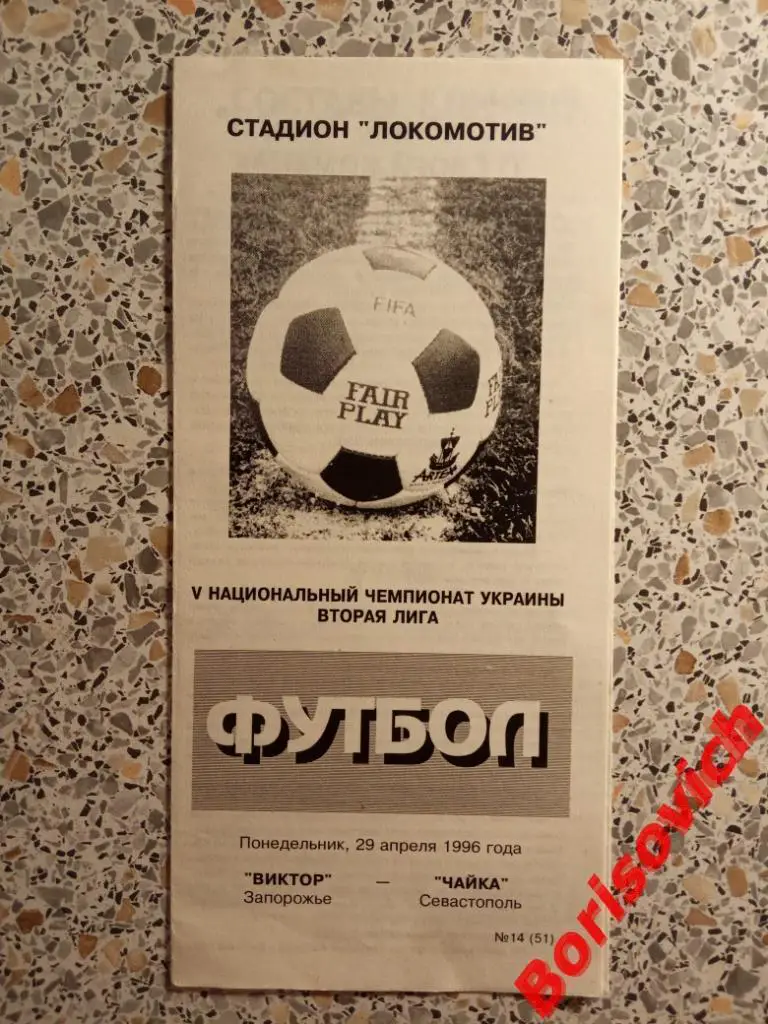 СТАДИОН "ЛОКОМОТИВ"
FIFA
FAIR
PLAY
V НАЦИОНАЛЬНЫЙ ЧЕМПИОНАТ УКРАИНЫ
ВТОРАЯ ЛИГА
ФУТБОЛ
Понедельник, 29 апреля 1996 года
"ВИКТОР" — "ЧАЙКА"
Запорожье Севастополь
№14 (51)
Borisovich